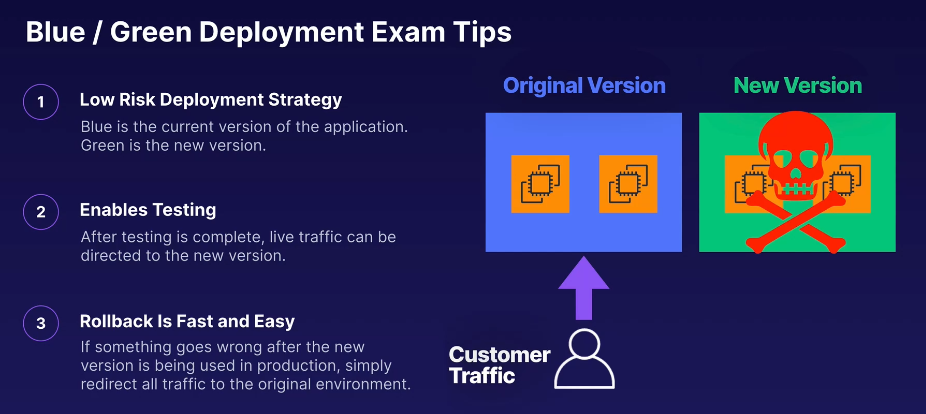 Blue / Green Deployment Exam Tips
1
Low Risk Deployment Strategy
Blue is the current version of the application.
Green is the new version.
2
Enables Testing
After testing is complete, live traffic can be
directed to the new version.
3
Rollback Is Fast and Easy
If something goes wrong after the new
version is being used in production, simply
redirect all traffic to the original environment.
Original Version
New Version
Customer
Traffic